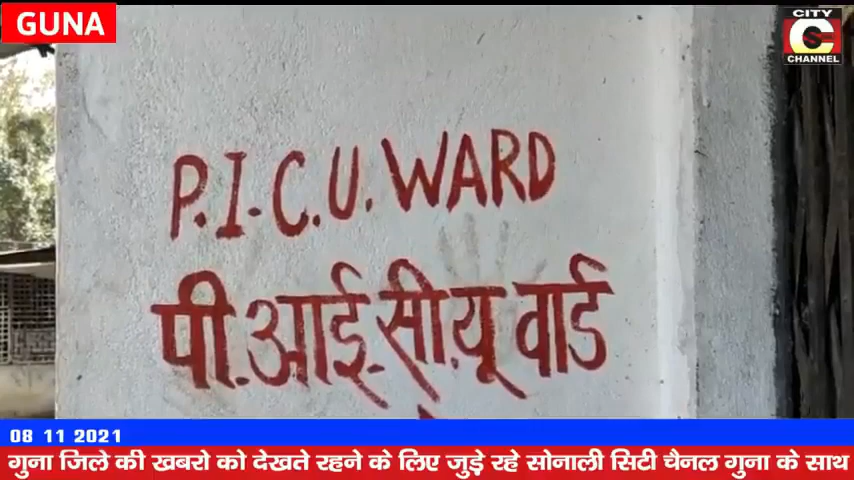 GUNA
CITY
CHANNEL
P.I.C.U.WARD
पी.आई.सी.यू वार्ड
08 11 2021
गुना जिले की खबरो को देखते रहने के लिए जुड़े रहे सोनाली सिटी चैनल गुना के साथ